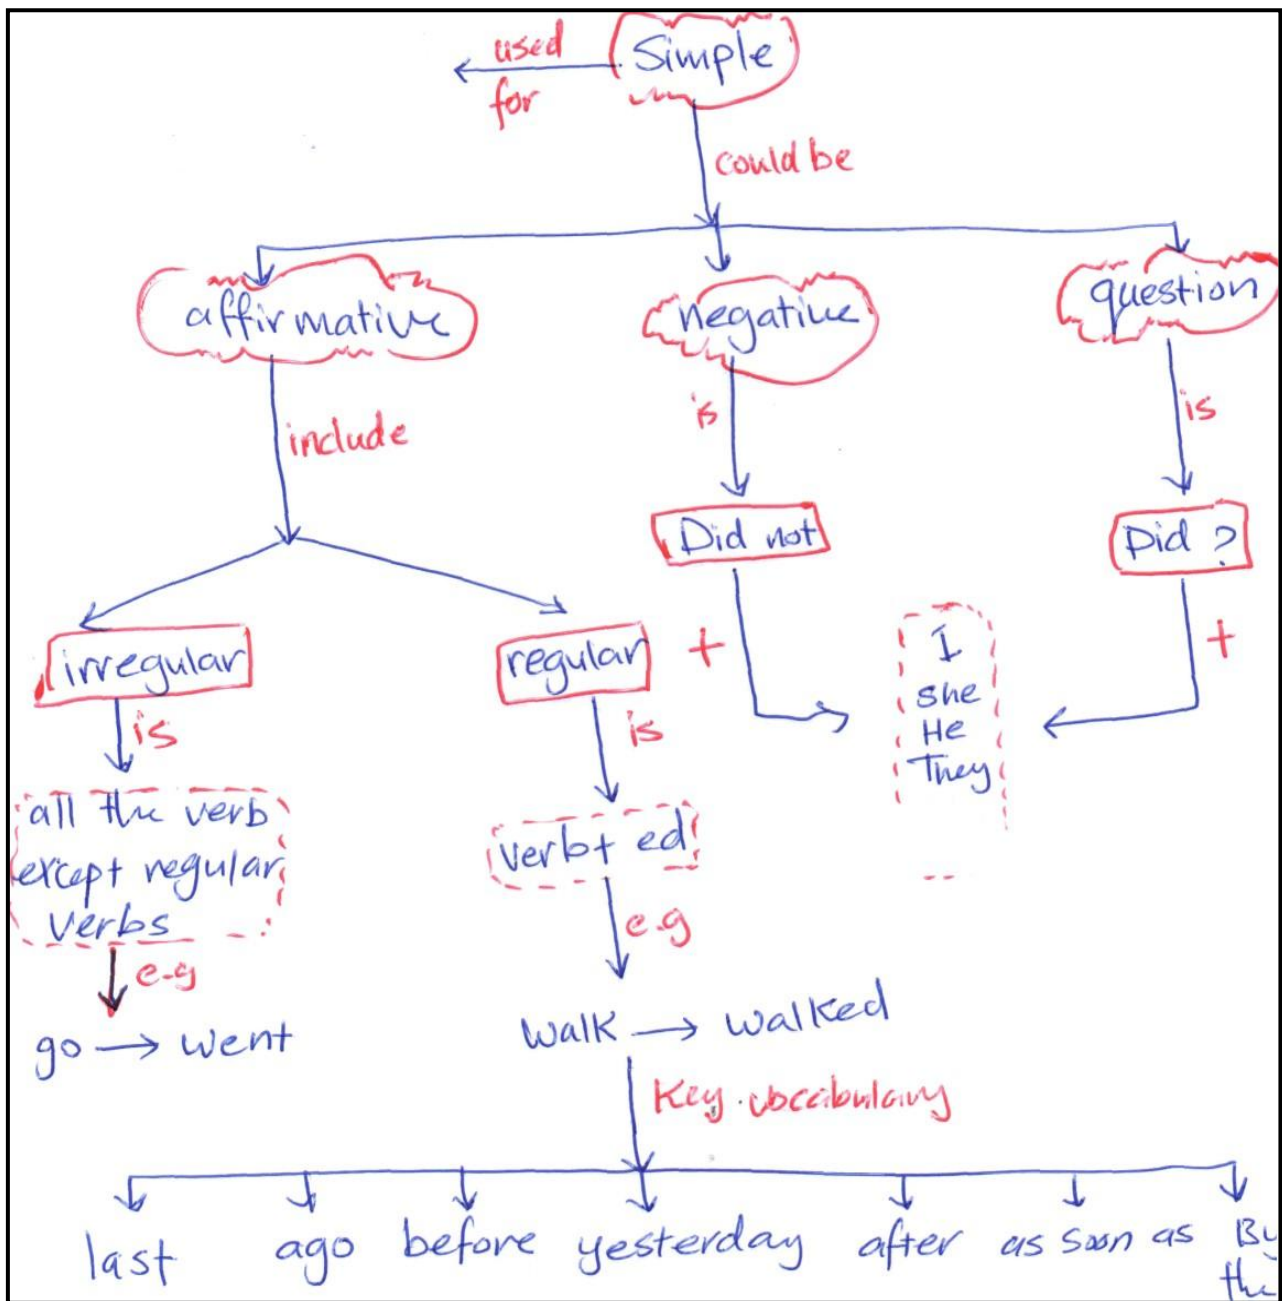 used
for
Simple
could be
affirmative
negative
question
include
is
is
Did not
Did ?
irregular
regular
+
+
I
she
He
They
is
is
all the verb
except regular
verbs
verb+ ed
e.g
e.g
go → went
walk → walked
Key vocabulary
last
ago
before
yesterday
after
as soon as
By
the